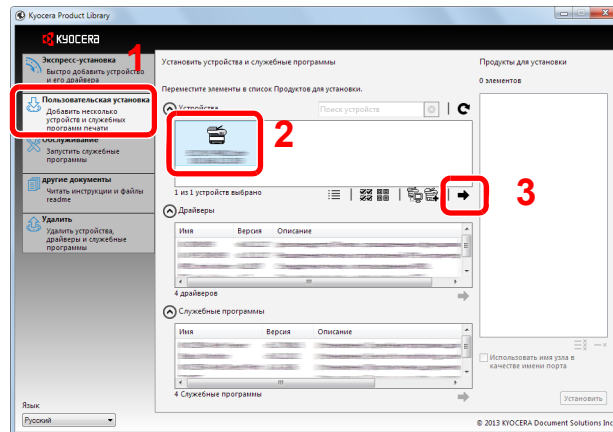 Kyocera Product Library
KYOCERA
Экспресс-установка
Быстро добавить устройство
и его драйвера
1
Пользовательская установка
Добавить несколько
устройств и служебных
программ печати
Обслуживание
Запустить служебные
программы
другие документы
Читать инструкции и файлы
readme
Удалить
Удалить устройства,
драйверы и служебные
программы
Язык
Русский
Установить устройства и служебные программы
Переместите элементы в список Продуктов для установки.
Устройства
Поиск устройств
2
1 из 1 устройств выбрано
3
Драйверы
Имя Версия Описание
4 драйверов
Служебные программы
Имя Версия Описание
4 Служебные программы
Продукты для установки
0 элементов
Использовать имя узла в
качестве имени порта
Установить
© 2013 KYOCERA Document Solutions Inc.